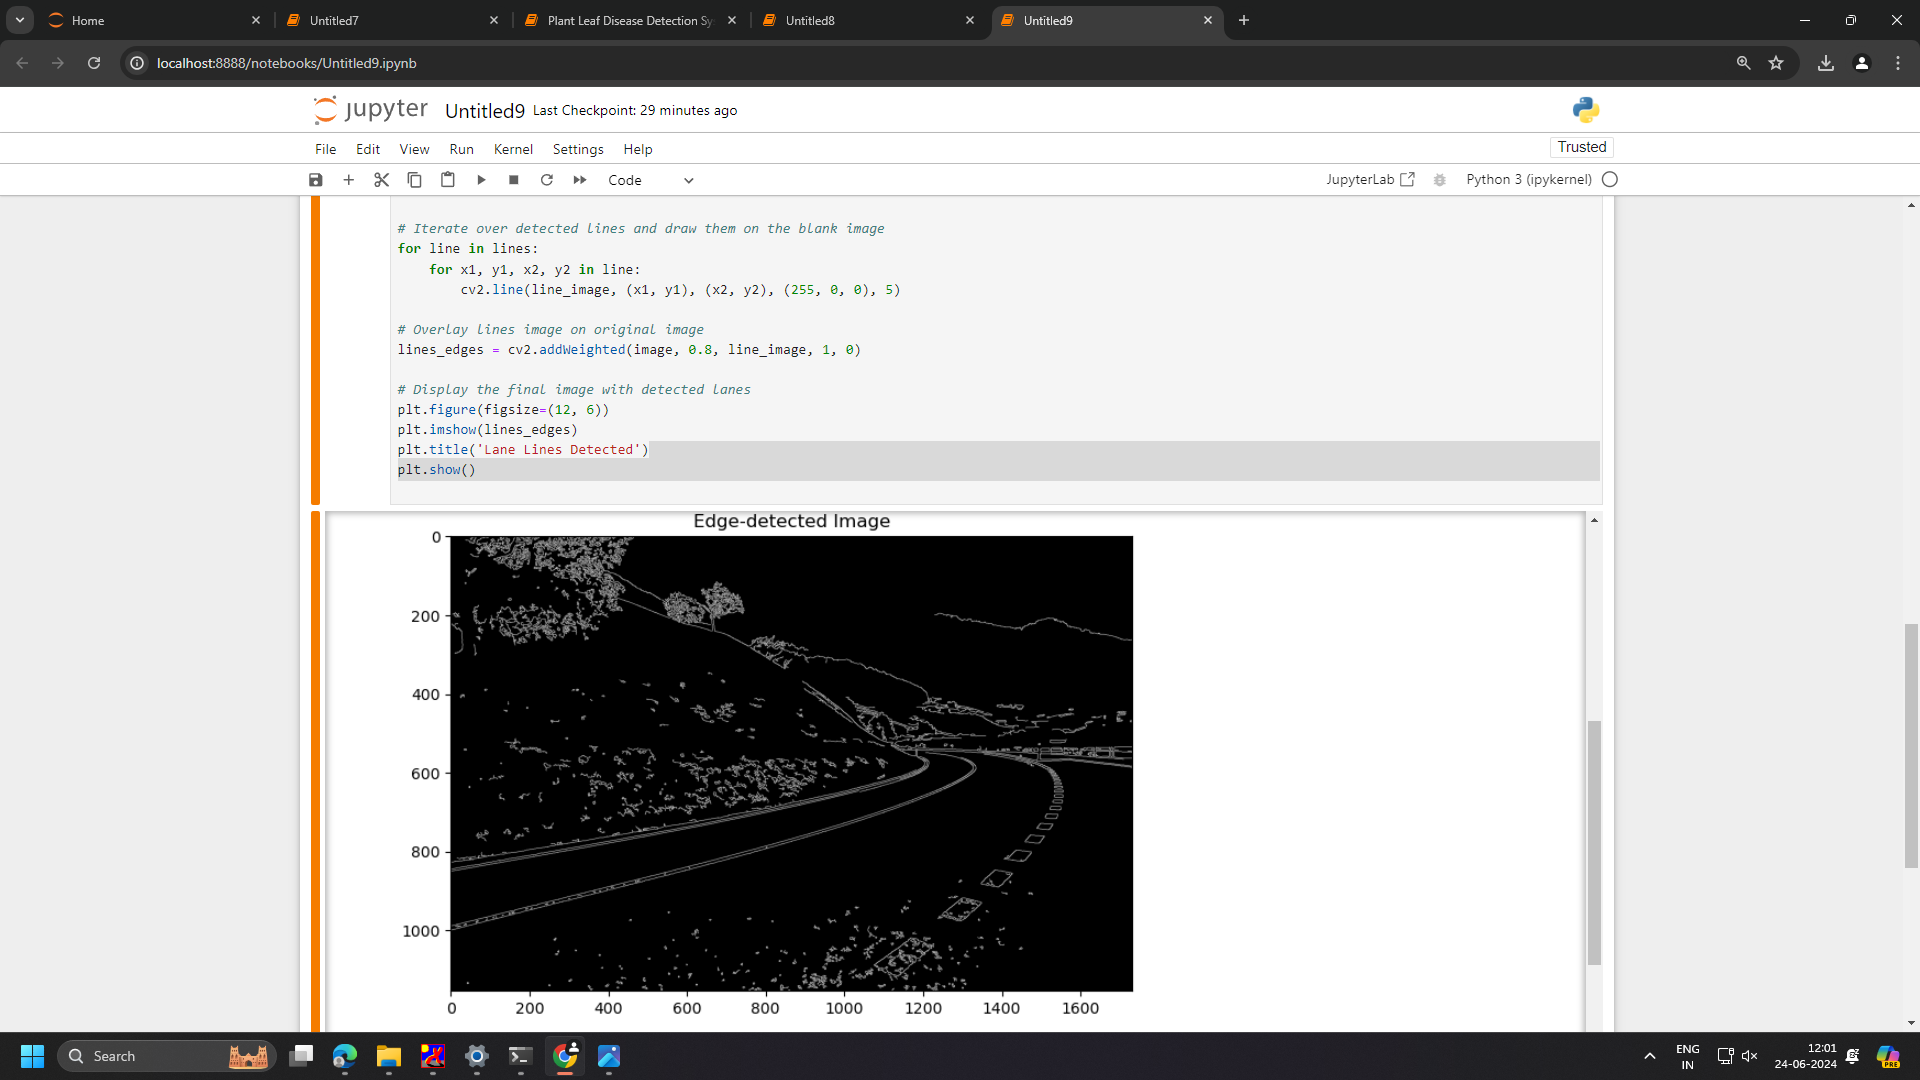 Home
Untitled7
Plant Leaf Disease Detection Sy
Untitled8
Untitled9
localhost:8888/notebooks/Untitled9.ipynb
jupyter Untitled9 Last Checkpoint: 29 minutes ago
File Edit View Run Kernel Settings Help
Trusted
Code
JupyterLab
Python 3 (ipykernel)
# Iterate over detected lines and draw them on the blank image
for line in lines:
    for x1, y1, x2, y2 in line:
        cv2.line(line_image, (x1, y1), (x2, y2), (255, 0, 0), 5)
# Overlay lines image on original image
lines_edges = cv2.addWeighted(image, 0.8, line_image, 1, 0)
# Display the final image with detected lanes
plt.figure(figsize=(12, 6))
plt.imshow(lines_edges)
plt.title('Lane Lines Detected')
plt.show()
Edge-detected Image
0
200
400
600
800
1000
0 200 400 600 800 1000 1200 1400 1600
Search
ENG
IN
12:01
24-06-2024
PRE